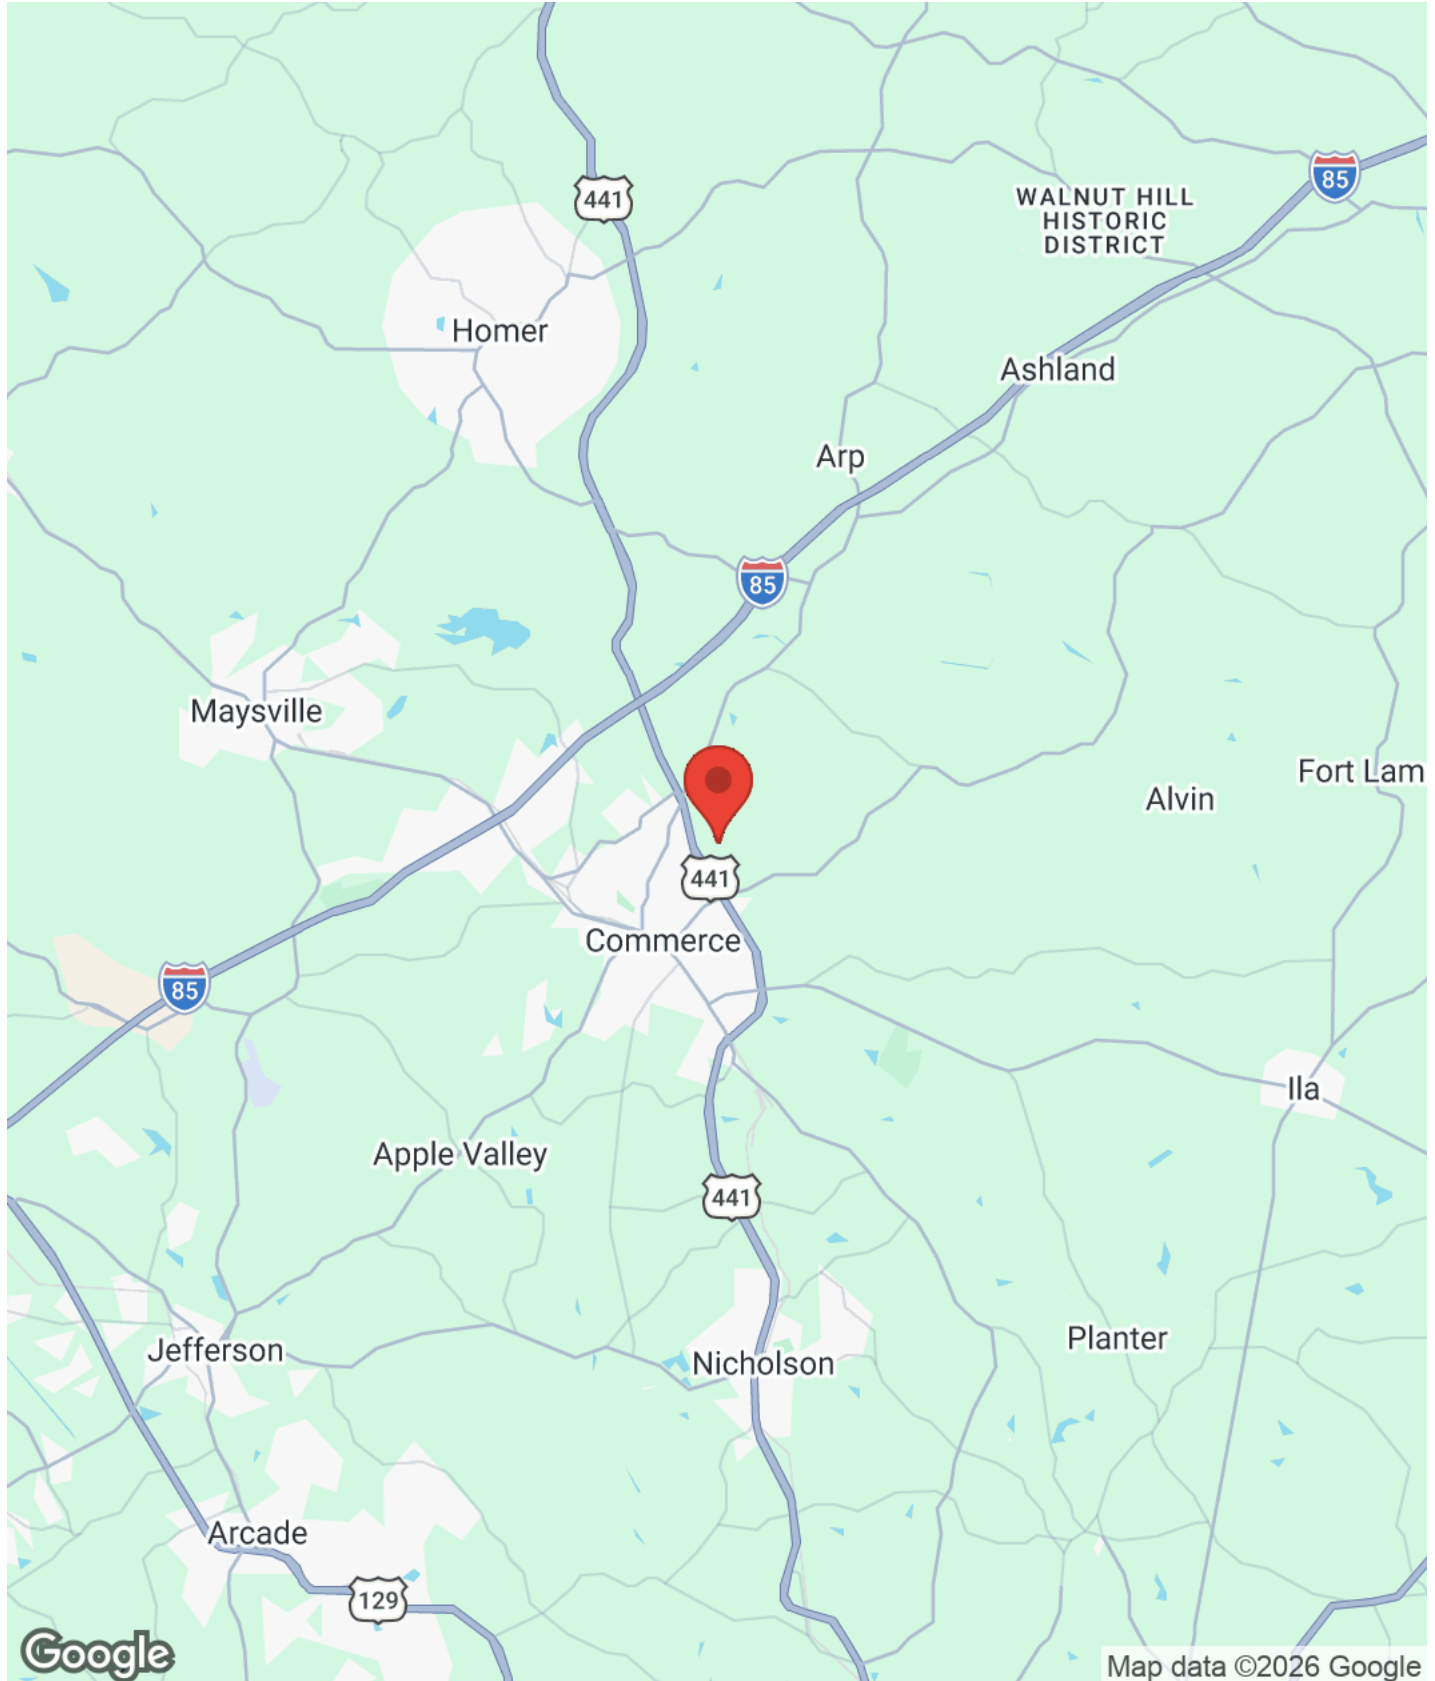 441
85
WALNUT HILL
HISTORIC
DISTRICT
Homer
Ashland
Arp
85
Maysville
Fort Lam
Alvin
441
Commerce
85
Ila
Apple Valley
441
Planter
Jefferson
Nicholson
Arcade
129
Google
Map data ©2026 Google